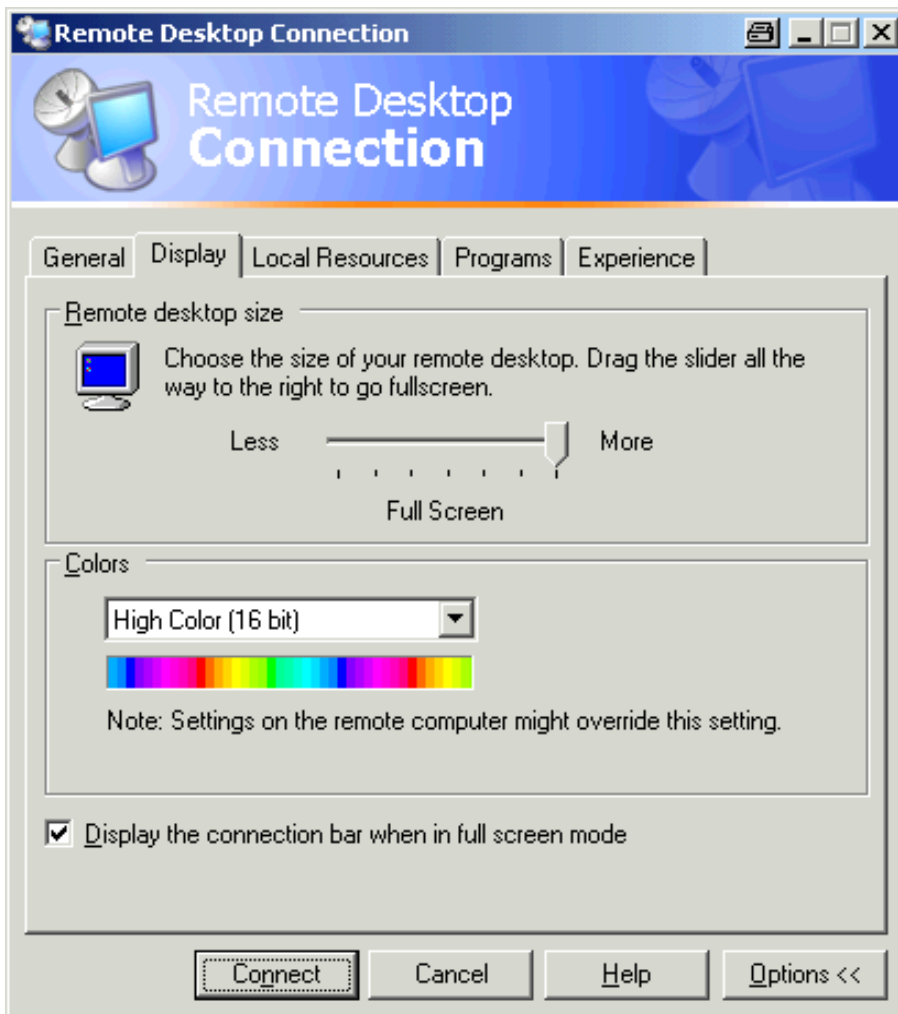 Remote Desktop Connection
Remote Desktop
Connection
General Display Local Resources Programs Experience
Remote desktop size
Choose the size of your remote desktop. Drag the slider all the
way to the right to go fullscreen.
Less More
Full Screen
Colors
High Color (16 bit)
Note: Settings on the remote computer might override this setting.
Display the connection bar when in full screen mode
Connect Cancel Help Options <<